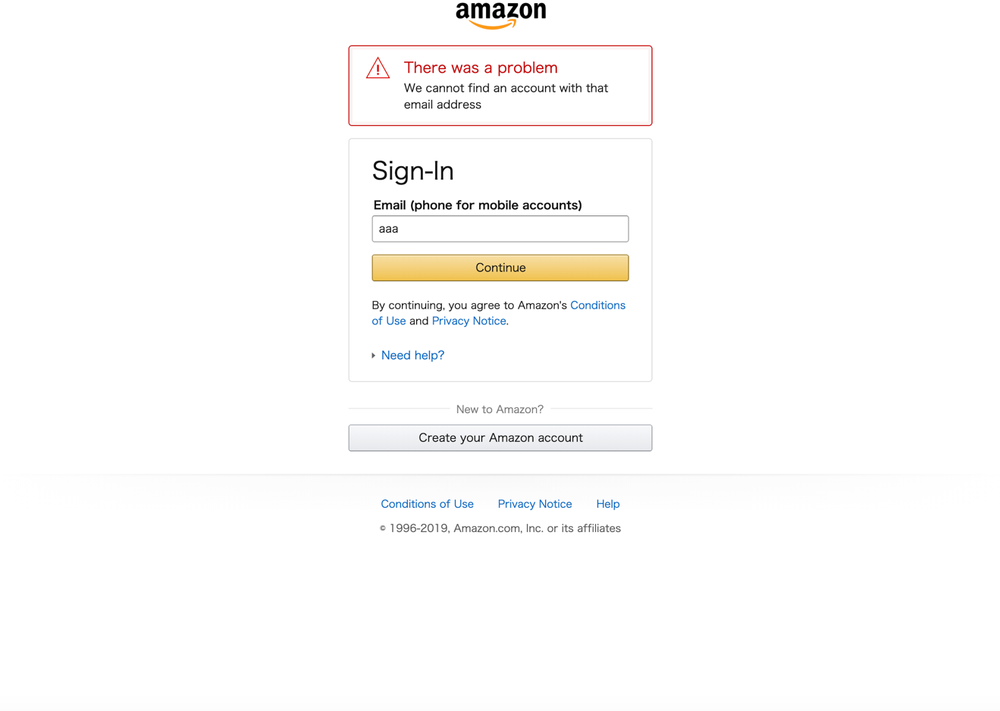 amazon
There was a problem
We cannot find an account with that
email address
Sign-In
Email (phone for mobile accounts)
aaa
Continue
By continuing, you agree to Amazon's Conditions
of Use and Privacy Notice.
Need help?
New to Amazon?
Create your Amazon account
Conditions of Use Privacy Notice Help
© 1996-2019, Amazon.com, Inc. or its affiliates